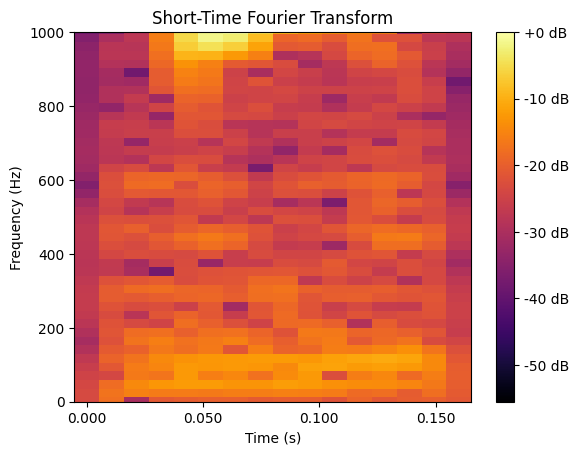 Short-Time Fourier Transform
1000
800
600
400
200
0
Frequency (Hz)
0.000
0.050
0.100
0.150
Time (s)
+0 dB
-10 dB
-20 dB
-30 dB
-40 dB
-50 dB